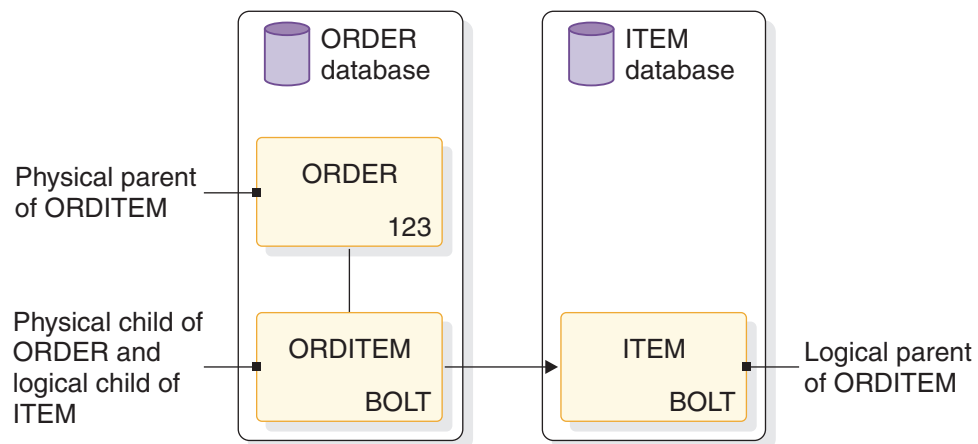 ORDER
database
ITEM
database
Physical parent
of ORDITEM
ORDER
123
Physical child of
ORDER and
logical child of
ITEM
ORDITEM
BOLT
ITEM
BOLT
Logical parent
of ORDITEM